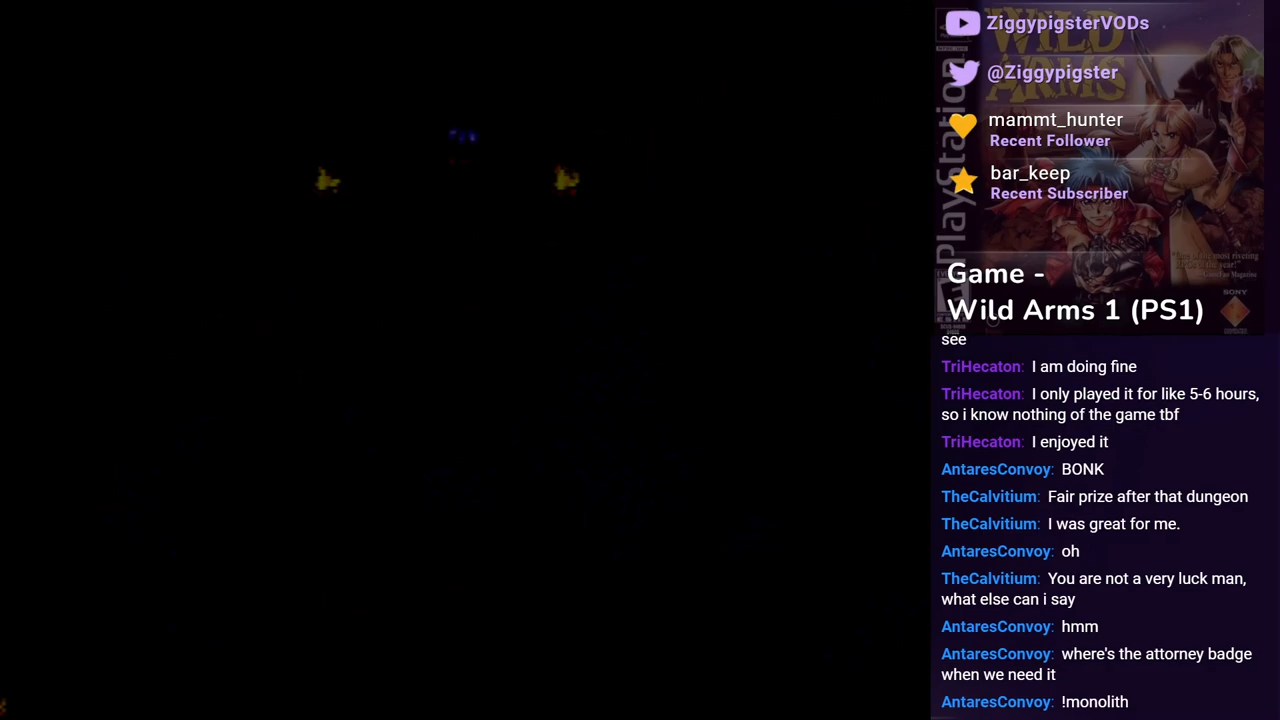 ZiggypigsterVODs
@Ziggypigster
mammt_hunter
Recent Follower
bar_keep
Recent Subscriber
WILD
ARMS
PlayStation
Game -
Wild Arms 1 (PS1)
SONY
see
TriHecaton: I am doing fine
TriHecaton: I only played it for like 5-6 hours,
so i know nothing of the game tbf
TriHecaton: I enjoyed it
AntaresConvoy: BONK
TheCalvitium: Fair prize after that dungeon
TheCalvitium: I was great for me.
AntaresConvoy: oh
TheCalvitium: You are not a very luck man,
what else can i say
AntaresConvoy: hmm
AntaresConvoy: where's the attorney badge
when we need it
AntaresConvoy: !monolith